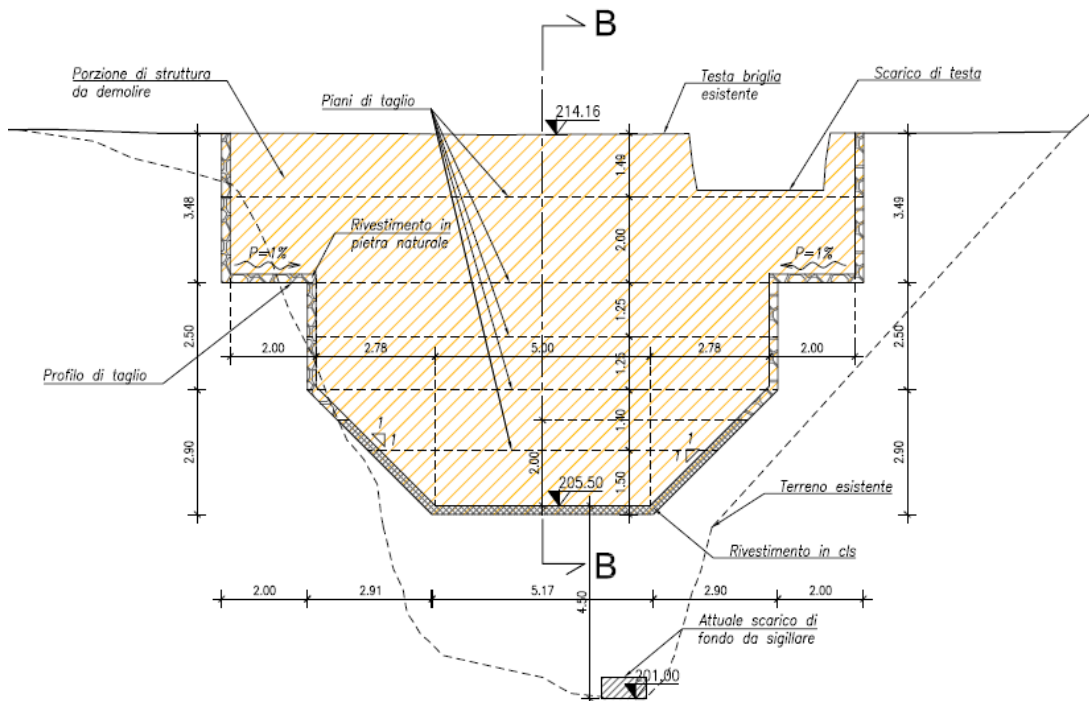 B
Porzione di struttura
da demolire
Piani di taglio
Testa briglia
esistente
Scarico di testa
214.16
1.49
3.48
3.49
Rivestimento in
pietra naturale
2.00
P=1%
P=1%
1.25
2.50
2.50
2.00
2.78
5.00
2.78
2.00
Profilo di taglio
1.25
1.40
1
1
1
1
2.90
2.90
2.00
1.50
205.50
Terreno esistente
Rivestimento in cls
B
2.00
2.91
5.17
2.90
2.00
4.50
Attuale scarico di
fondo da sigillare
201.00